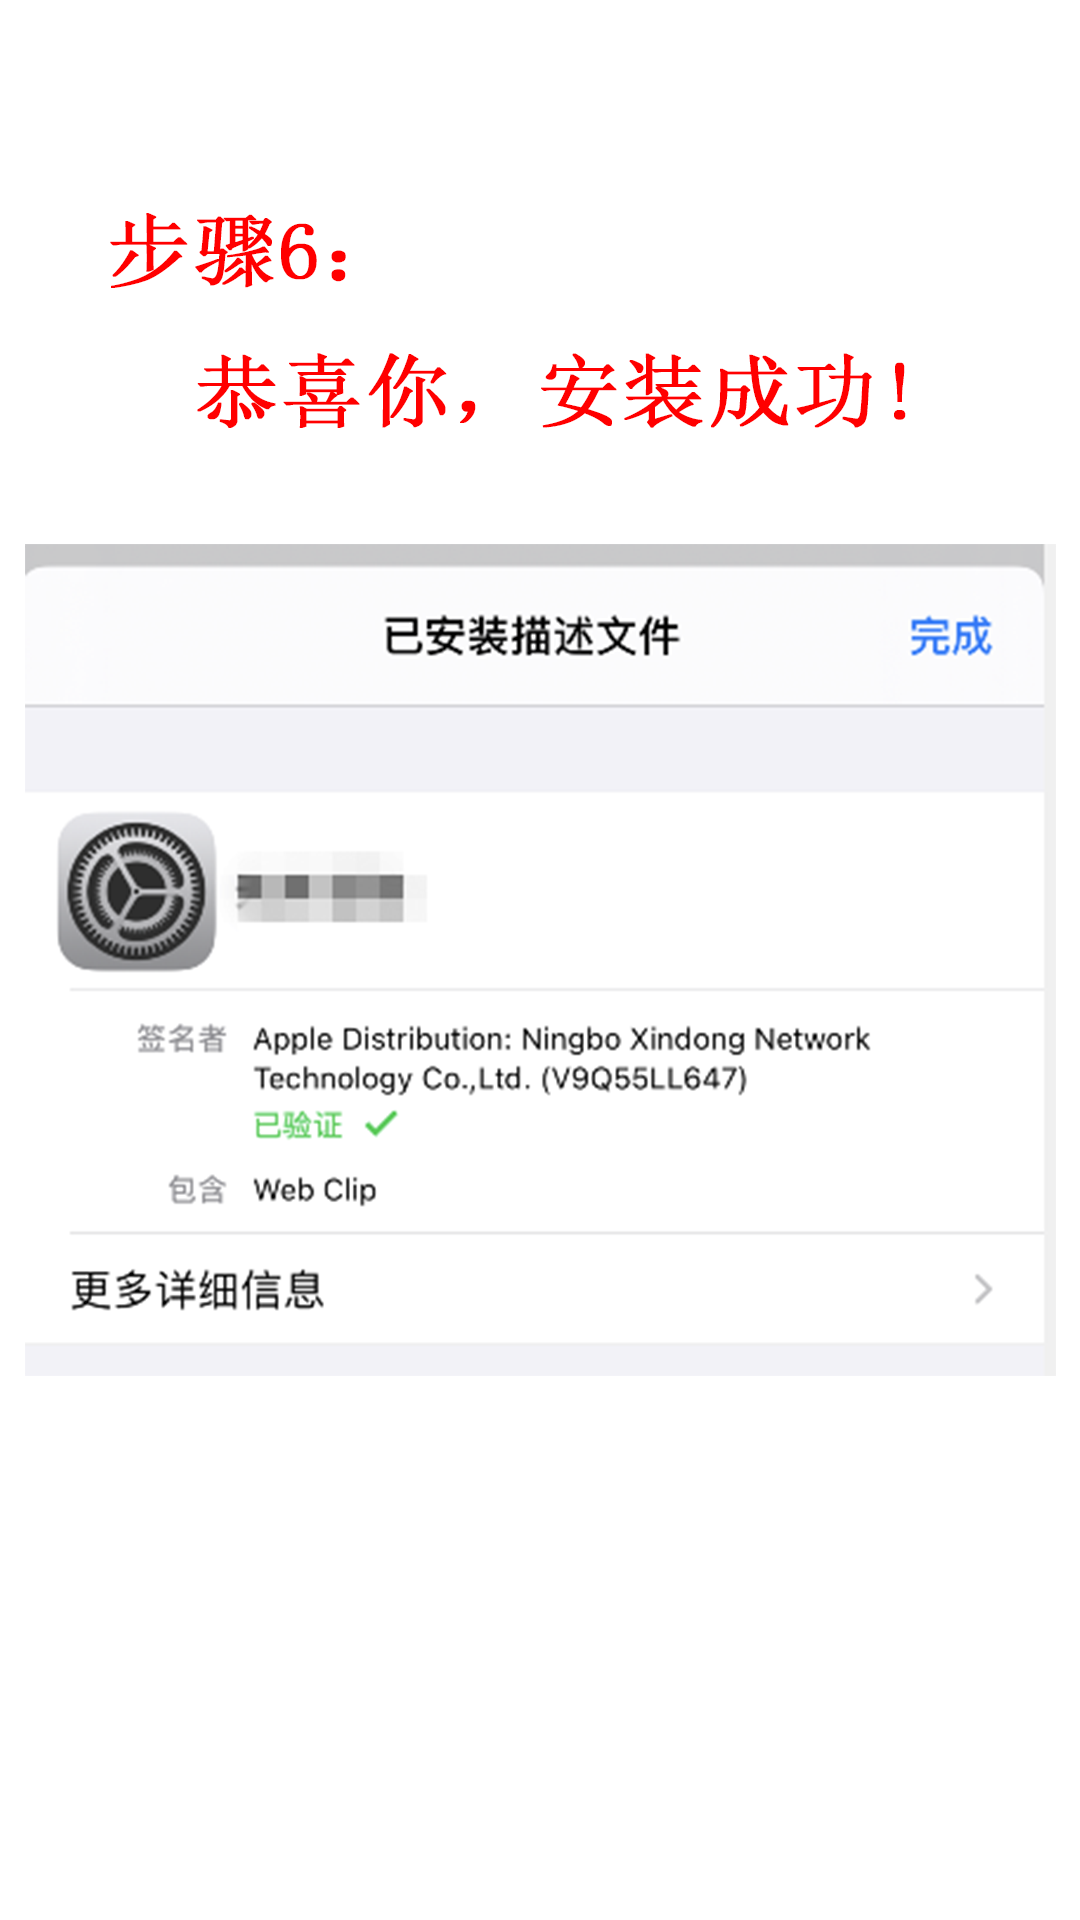 步骤6：
恭喜你，安装成功！
已安装描述文件
完成
签名者 Apple Distribution: Ningbo Xindong Network
Technology Co.,Ltd. (V9Q55LL647)
已验证 ✓
包含 Web Clip
更多详细信息